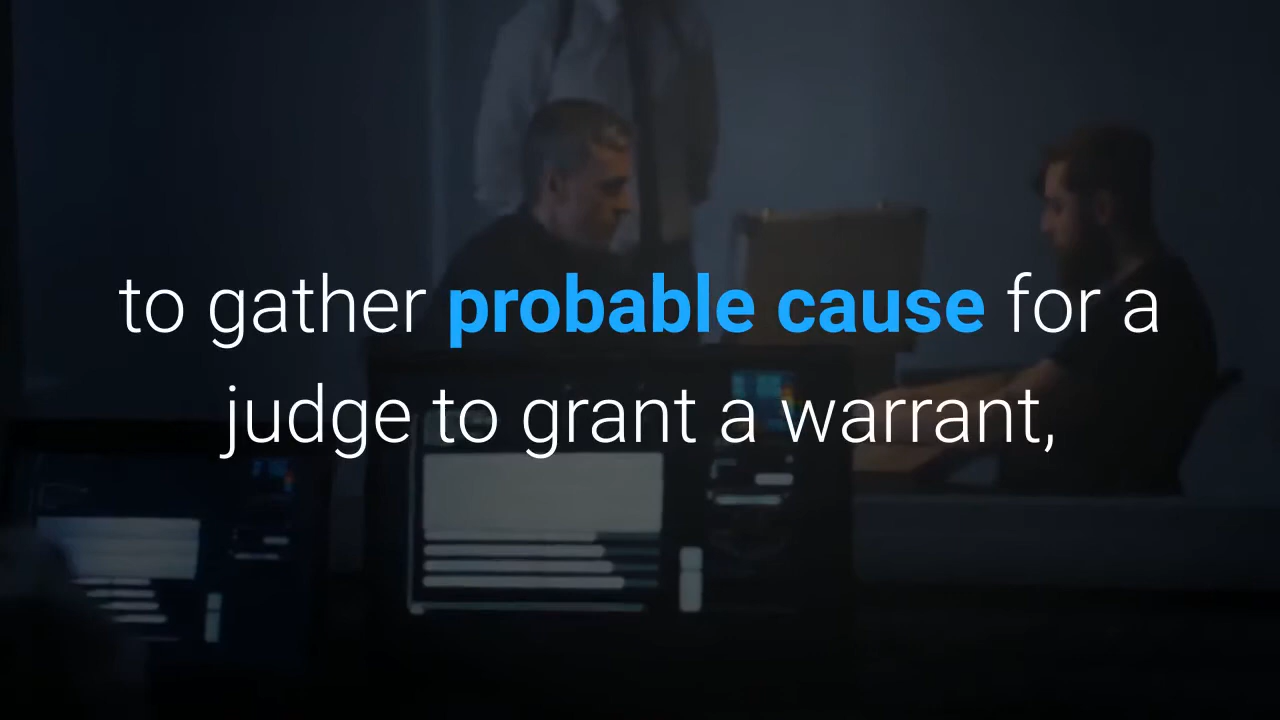 to gather probable cause for a
judge to grant a warrant,